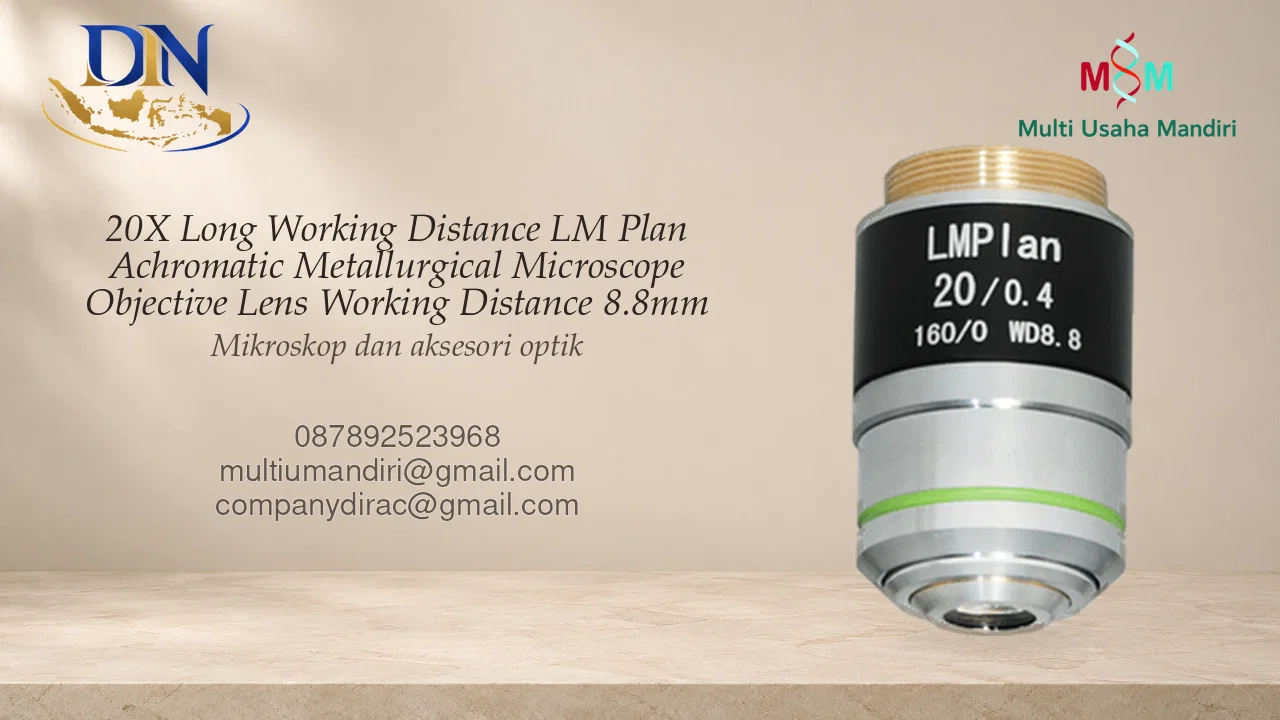 DN
M M
Multi Usaha Mandiri
20X Long Working Distance LM Plan
Achromatic Metallurgical Microscope
Objective Lens Working Distance 8.8mm
Mikroskop dan aksesori optik
087892523968
multiumandiri@gmail.com
companydirac@gmail.com
LMPlan
20/0.4
160/0 WD8.8